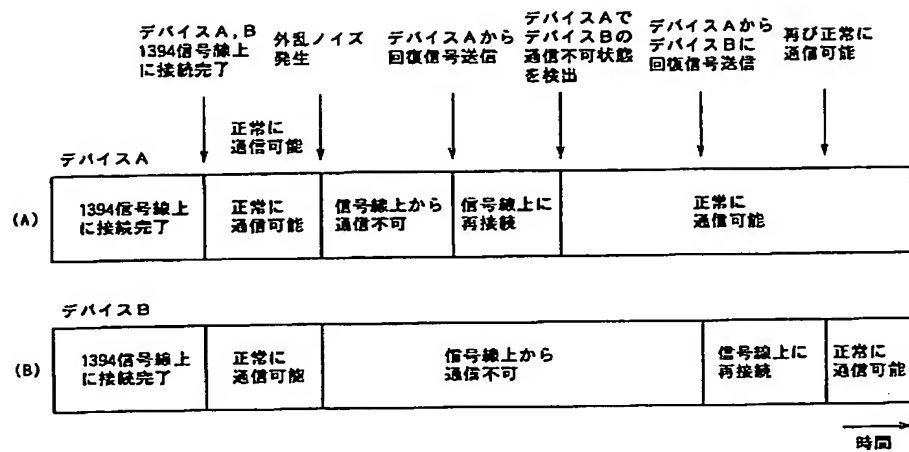 デバイスA,B
1394信号線上
に接続完了
外乱ノイズ
発生
デバイスAから
回復信号送信
デバイスAで
デバイスBの
通信不可状態
を検出
デバイスAから
デバイスBに
回復信号送信
再び正常に
通信可能
正常に
通信可能
デバイスA
(A)
1394信号線上
に接続完了
正常に
通信可能
信号線上から
通信不可
信号線上に
再接続
正常に
通信可能
デバイスB
(B)
1394信号線上
に接続完了
正常に
通信可能
信号線上から
通信不可
信号線上に
再接続
正常に
通信可能
時間